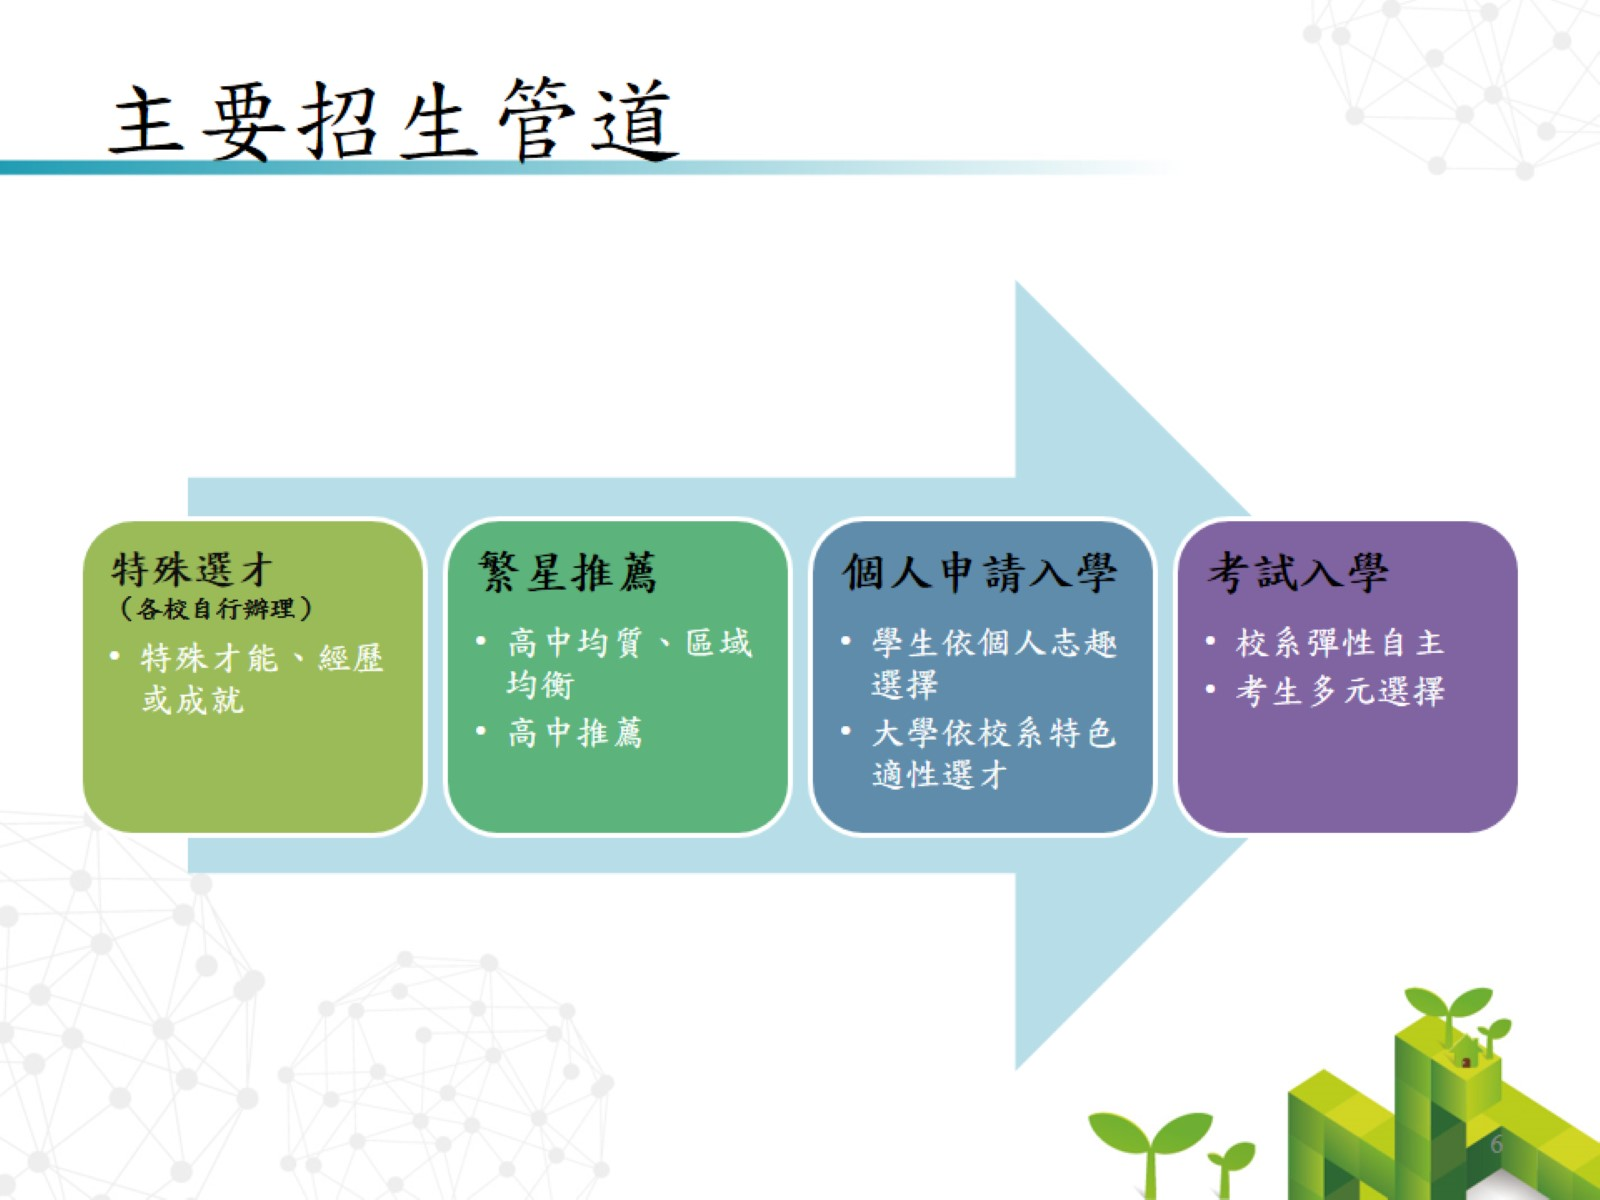 主要招生管道
特殊選才
（各校自行辦理）
• 特殊才能、經歷
或成就
繁星推薦
• 高中均質、區域
均衡
• 高中推薦
個人申請入學
• 學生依個人志趣
選擇
• 大學依校系特色
適性選才
考試入學
• 校系彈性自主
• 考生多元選擇
6